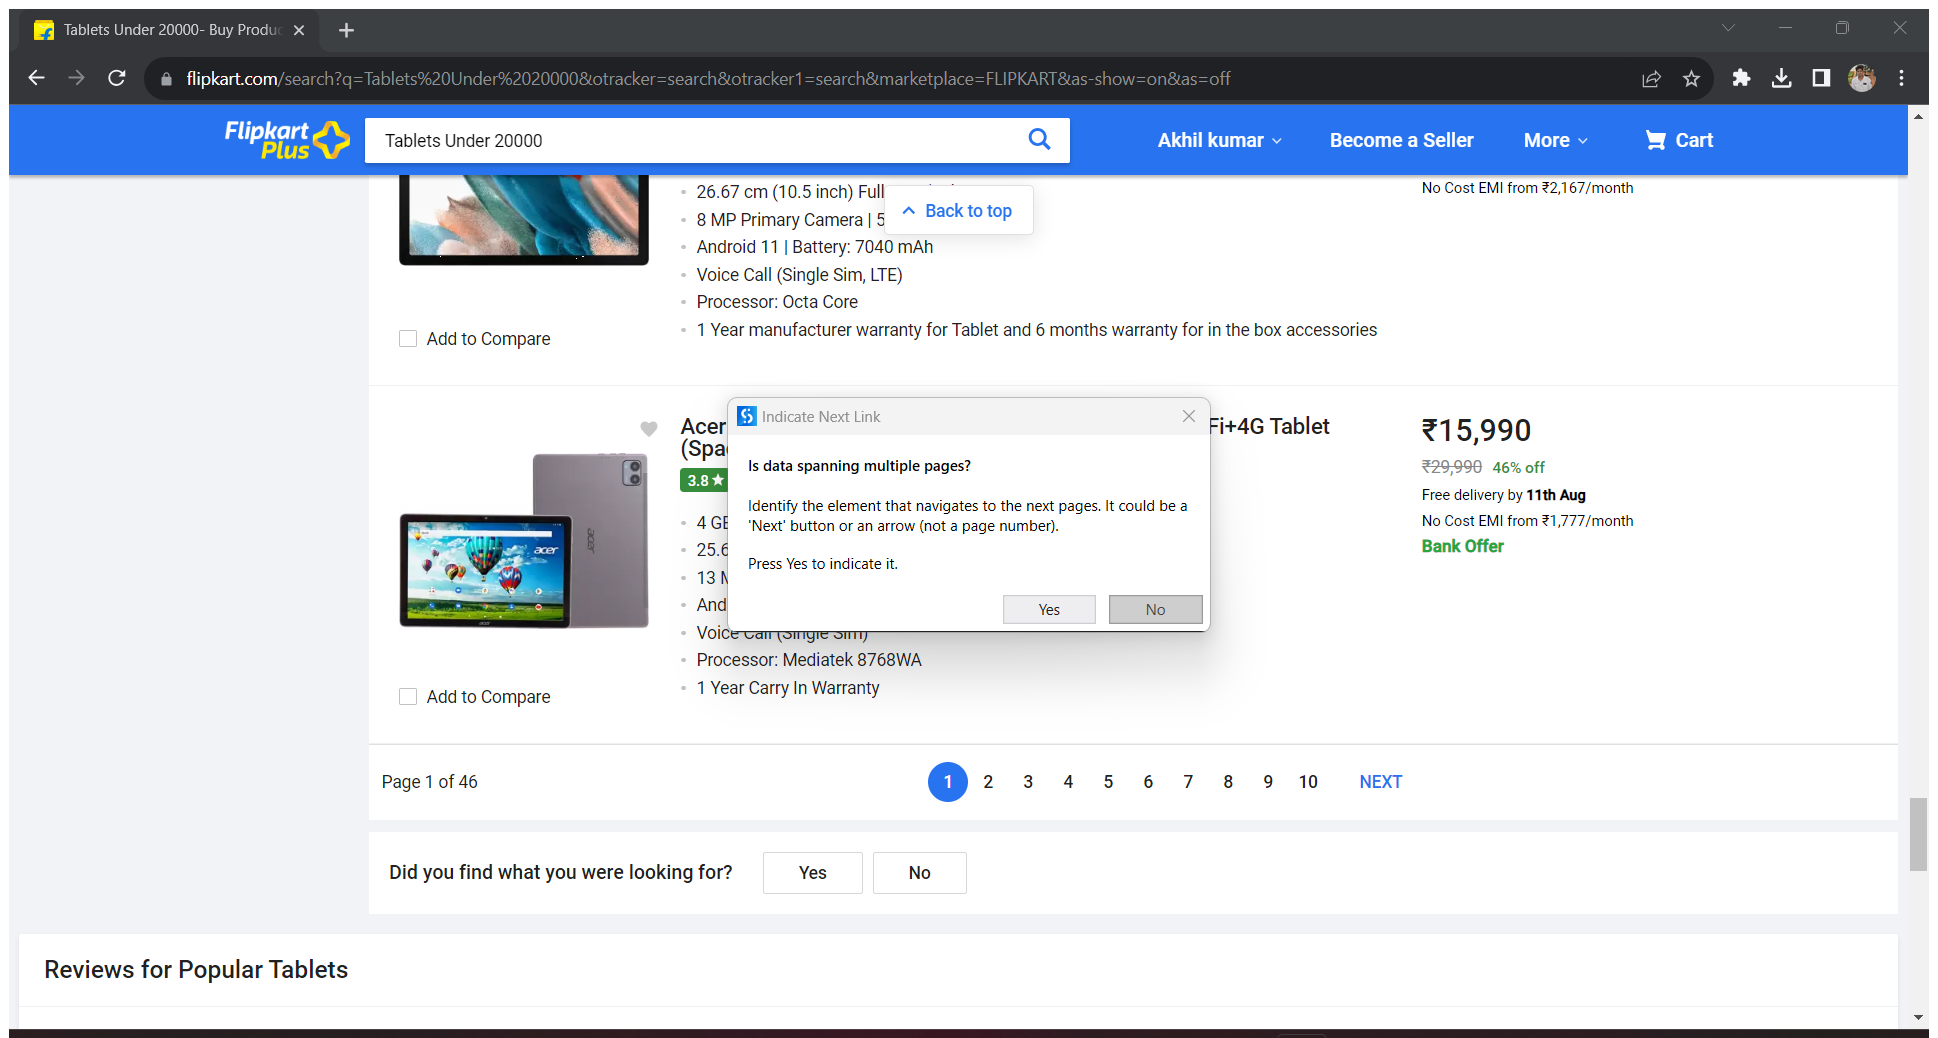 Tablets Under 20000- Buy Produc
flipkart.com/search?q=Tablets%20Under%2020000&otracker=search&otracker1=search&marketplace=FLIPKART&as-show=on&as=off
Flipkart
Plus
Tablets Under 20000
Akhil kumar
Become a Seller
More
Cart
26.67 cm (10.5 inch) Full
8 MP Primary Camera | 5
Android 11 | Battery: 7040 mAh
Voice Call (Single Sim, LTE)
Processor: Octa Core
1 Year manufacturer warranty for Tablet and 6 months warranty for in the box accessories
No Cost EMI from ₹2,167/month
Back to top
Add to Compare
Acer
Fi+4G Tablet
(Spa
3.8★
4 GE
25.6
13 M
And
Voice Call (Single Sim)
Processor: Mediatek 8768WA
1 Year Carry In Warranty
acer
acer
acer
Add to Compare
₹15,990
₹29,990 46% off
Free delivery by 11th Aug
No Cost EMI from ₹1,777/month
Bank Offer
Indicate Next Link
Is data spanning multiple pages?
Identify the element that navigates to the next pages. It could be a
'Next' button or an arrow (not a page number).
Press Yes to indicate it.
Yes
No
Page 1 of 46
1 2 3 4 5 6 7 8 9 10 NEXT
Did you find what you were looking for?
Yes
No
Reviews for Popular Tablets